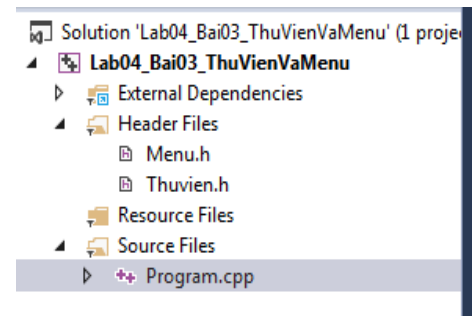 Solution 'Lab04_Bai03_ThuVienVaMenu' (1 proje
Lab04_Bai03_ThuVienVaMenu
External Dependencies
Header Files
Menu.h
Thuvien.h
Resource Files
Source Files
Program.cpp